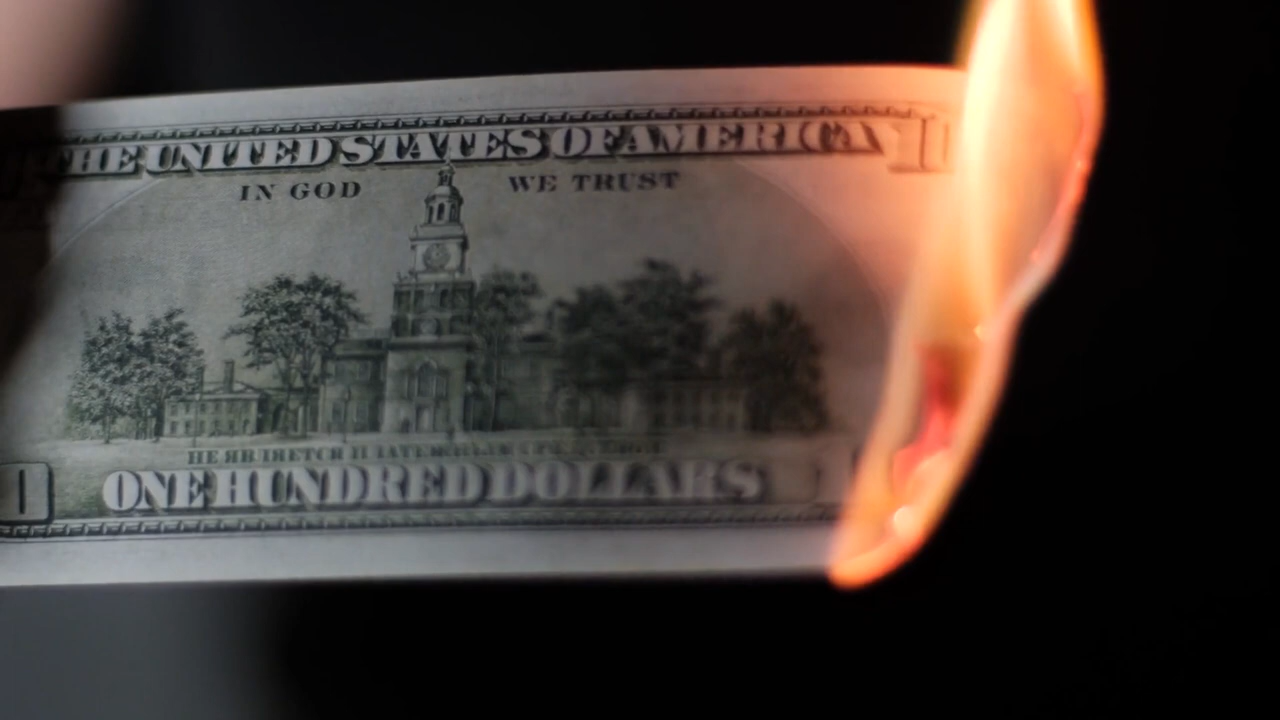 THE UNITED STATES OF AMERICA
IN GOD WE TRUST
ONE HUNDRED DOLLARS